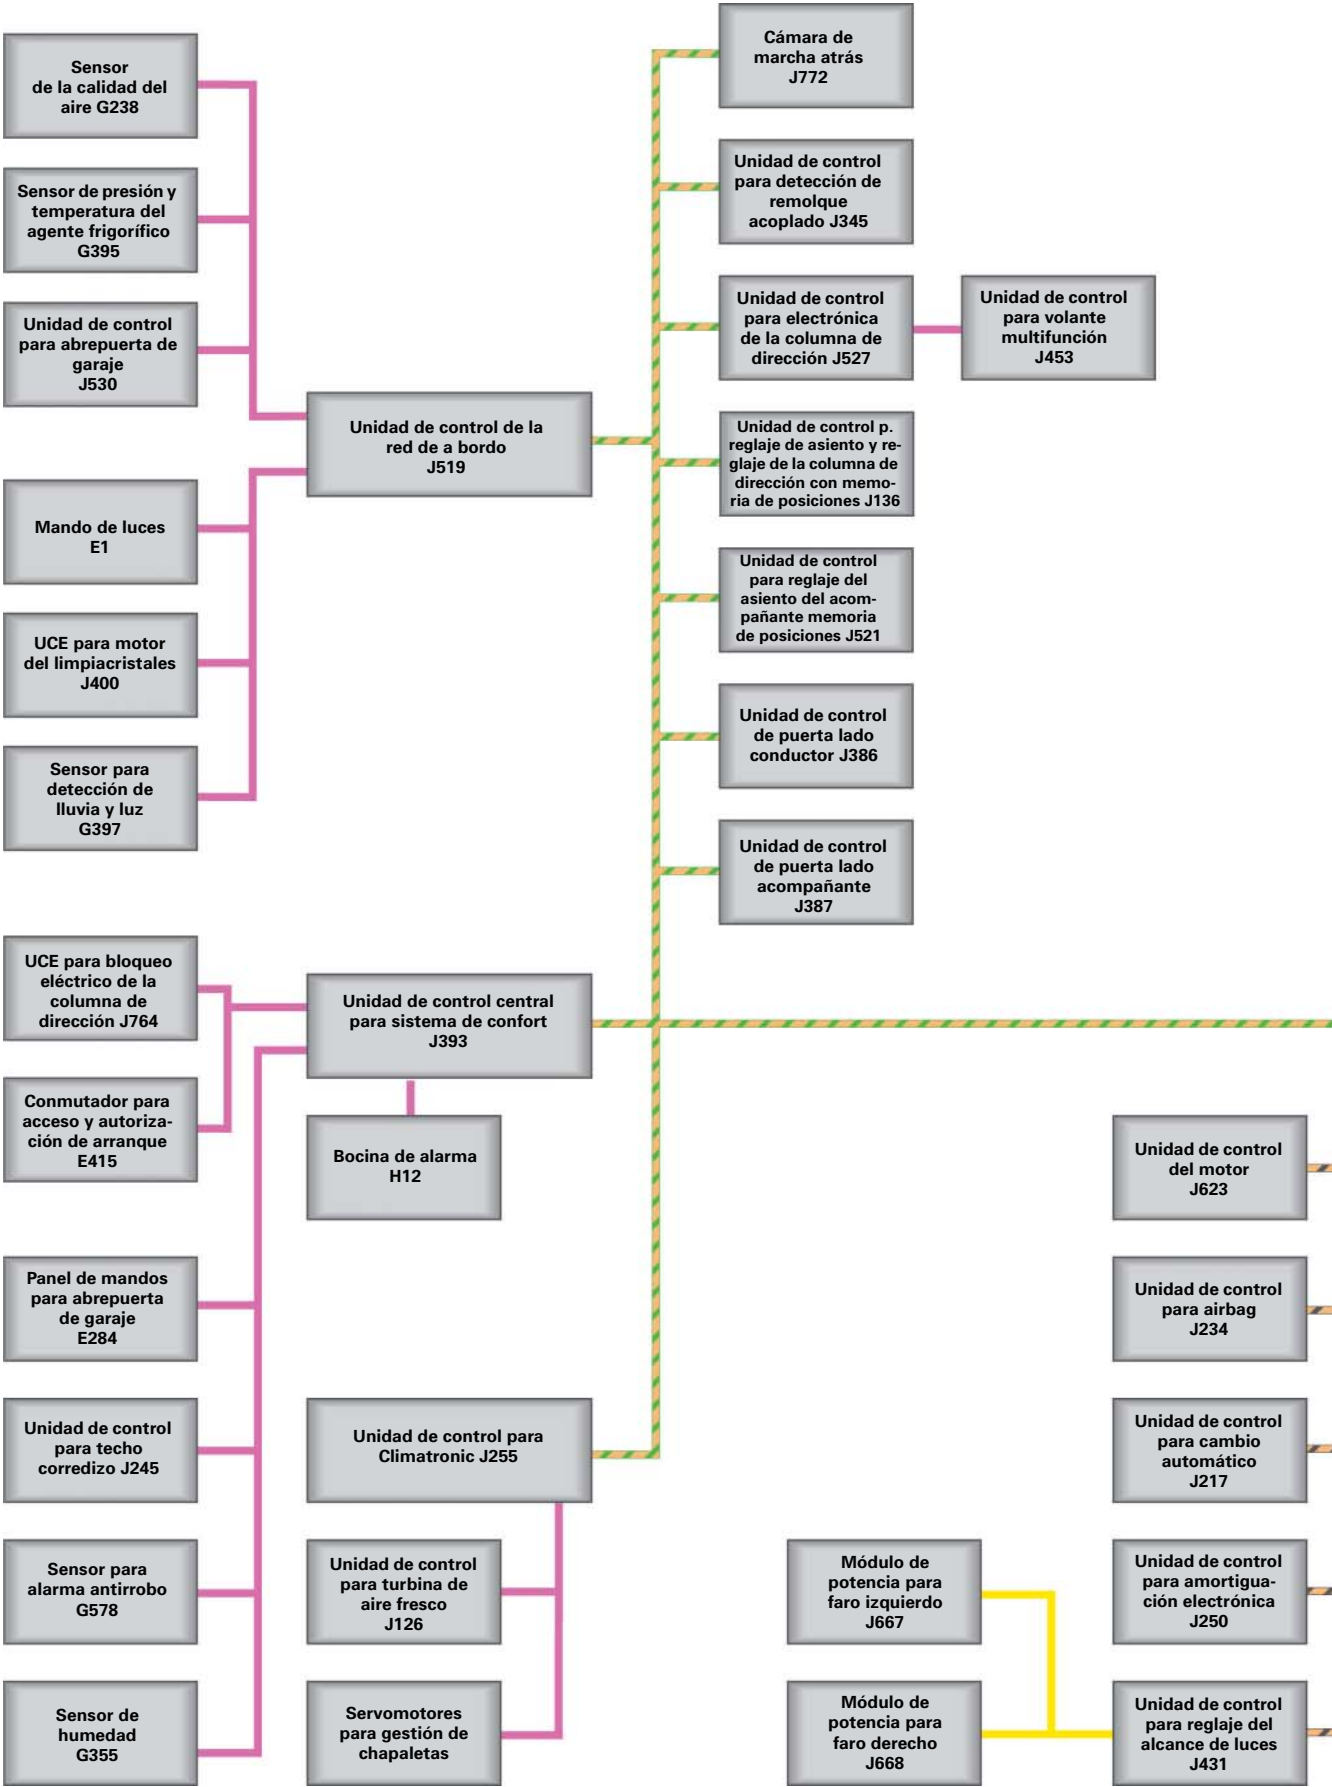 Sensor
de la calidad del
aire G238
Sensor de presión y
temperatura del
agente frigorífico
G395
Unidad de control
para abrepuerta de
garaje
J530
Unidad de control de la
red de a bordo
J519
Mando de luces
E1
UCE para motor
del limpiacristales
J400
Sensor para
detección de
lluvia y luz
G397
Cámara de
marcha atrás
J772
Unidad de control
para detección de
remolque
acoplado J345
Unidad de control
para electrónica
de la columna de
dirección J527
Unidad de control
para volante
multifunción
J453
Unidad de control p.
reglaje de asiento y re-
glaje de la columna de
dirección con memo-
ria de posiciones J136
Unidad de control
para reglaje del
asiento del acom-
pañante memoria
de posiciones J521
Unidad de control
de puerta lado
conductor J386
Unidad de control
de puerta lado
acompañante
J387
UCE para bloqueo
eléctrico de la
columna de
dirección J764
Unidad de control central
para sistema de confort
J393
Conmutador para
acceso y autoriza-
ción de arranque
E415
Bocina de alarma
H12
Panel de mandos
para abrepuerta
de garaje
E284
Unidad de control
para techo
corredizo J245
Sensor para
alarma antirrobo
G578
Sensor de
humedad
G355
Unidad de control para
Climatronic J255
Unidad de control
para turbina de
aire fresco
J126
Servomotores
para gestión de
chapaletas
Unidad de control
del motor
J623
Unidad de control
para airbag
J234
Unidad de control
para cambio
automático
J217
Módulo de
potencia para
faro izquierdo
J667
Unidad de control
para amortigua-
ción electrónica
J250
Módulo de
potencia para
faro derecho
J668
Unidad de control
para reglaje del
alcance de luces
J431